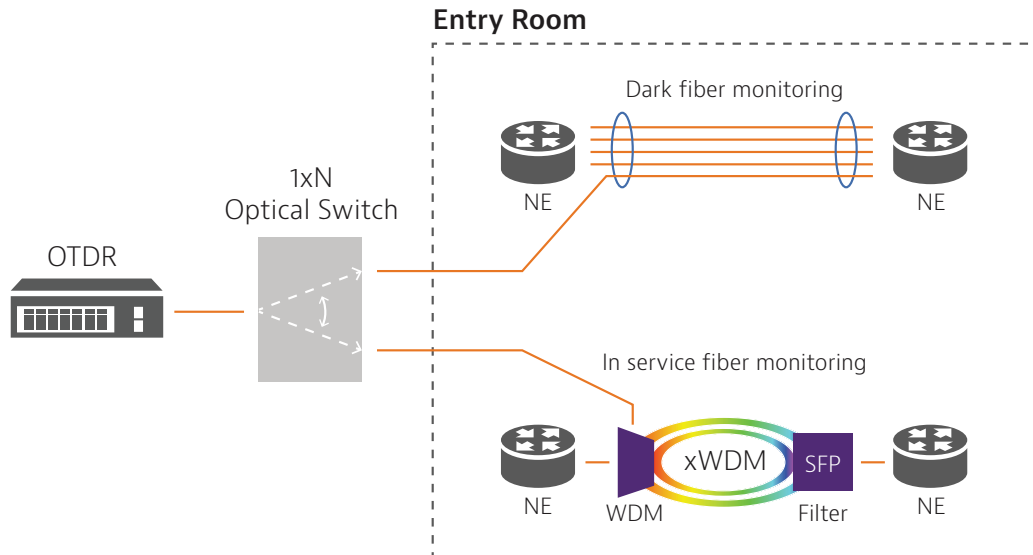 Entry Room
Dark fiber monitoring
NE
NE
1xN
Optical Switch
OTDR
In service fiber monitoring
xWDM
SFP
NE
WDM
Filter
NE